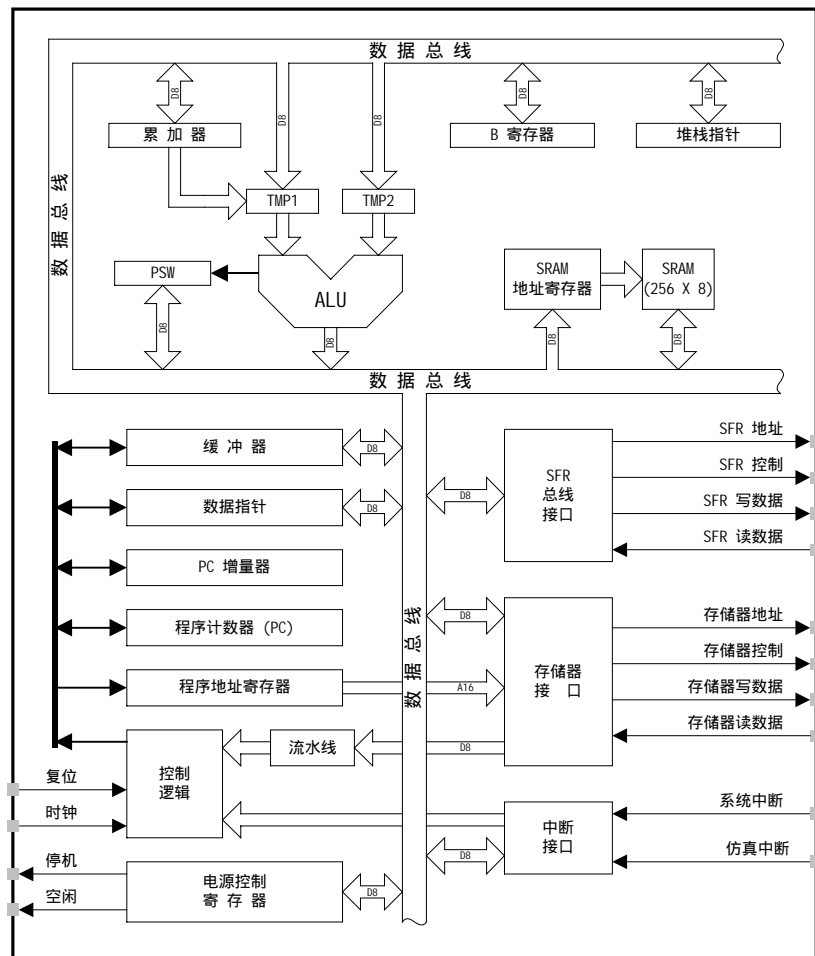 数 据 总 线
D8
D8
D8
D8
D8
累 加 器
B 寄存器
堆栈指针
数 据 总 线
TMP1
TMP2
PSW
ALU
SRAM
地址寄存器
SRAM
(256 X 8)
D8
D8
D8
D8
数 据 总 线
缓 冲 器
D8
数据指针
D8
PC 增量器
程序计数器 (PC)
程序地址寄存器
A16
数 据 总 线
D8
SFR
总线
接口
SFR 地址
SFR 控制
SFR 写数据
SFR 读数据
D8
存储器
接 口
存储器地址
存储器控制
存储器写数据
存储器读数据
流水线
D8
控制
逻辑
复位
时钟
中断
接口
D8
系统中断
仿真中断
停机
空闲
电源控制
寄 存 器
D8